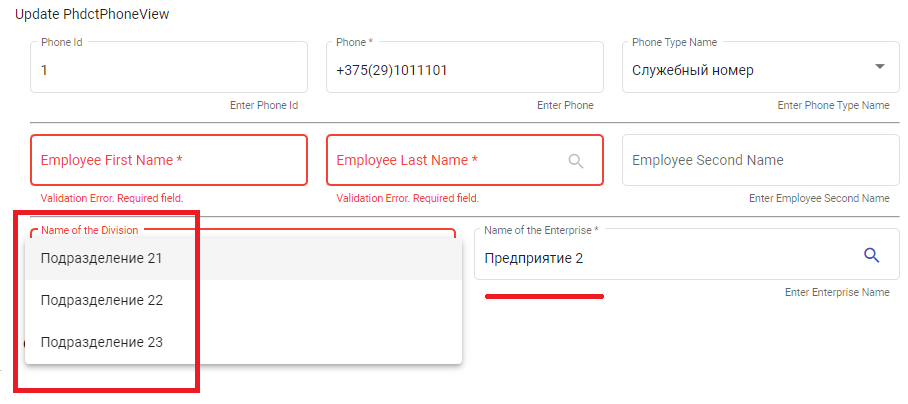 Update PhdctPhoneView
Phone Id
1
Enter Phone Id
Phone *
+375(29)1011101
Enter Phone
Phone Type Name
Служебный номер
Enter Phone Type Name
Employee First Name *
Validation Error. Required field.
Employee Last Name *
Validation Error. Required field.
Employee Second Name
Enter Employee Second Name
Name of the Division
Подразделение 21
Подразделение 22
Подразделение 23
Name of the Enterprise *
Предприятие 2
Enter Enterprise Name